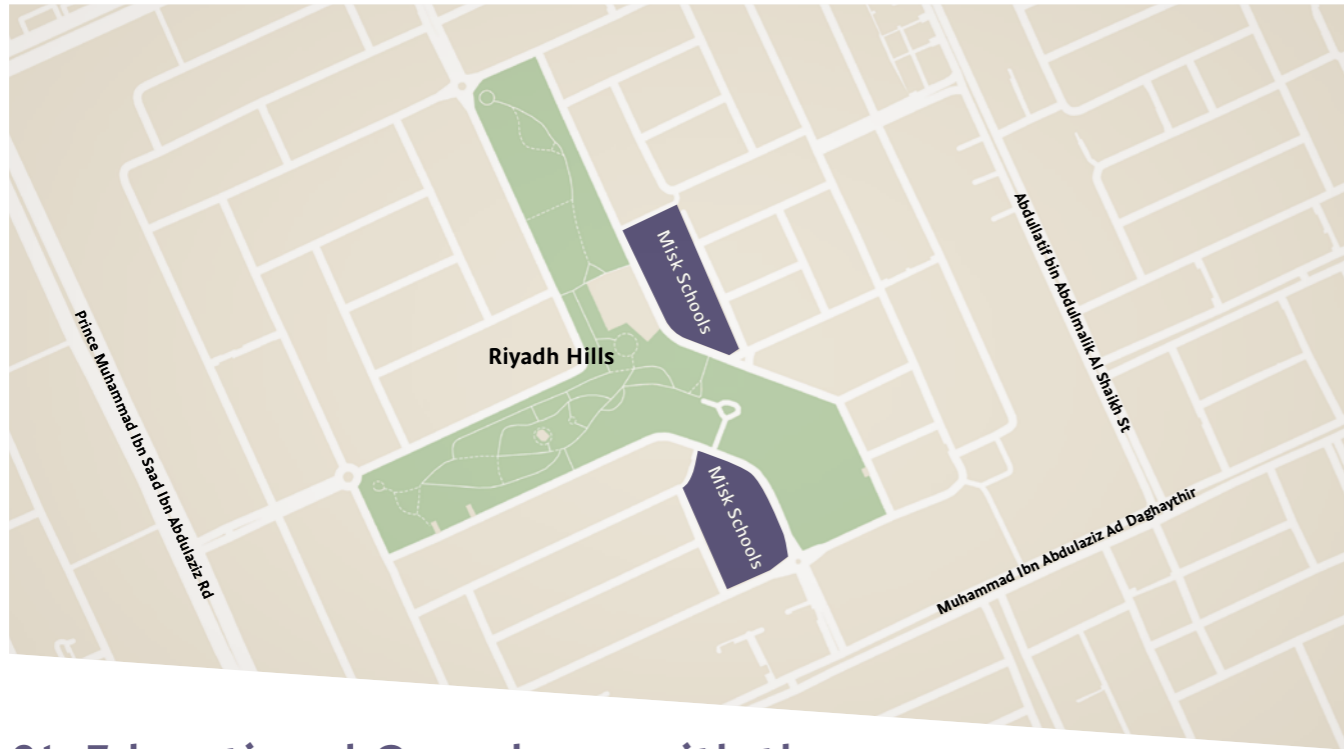 Misk Schools
Abdullatif bin Abdulmalik Al Shaikh St
Prince Muhammad Ibn Saad Ibn Abdulaziz Rd
Riyadh Hills
Misk Schools
Muhammad Ibn Abdulaziz Ad Daghaythir